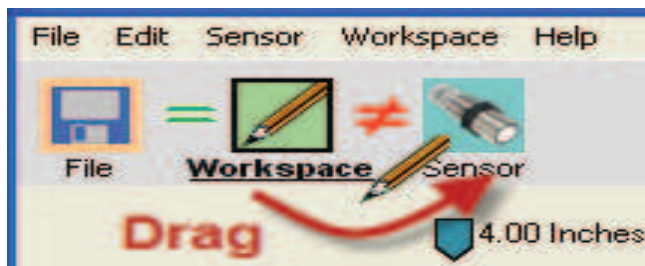 File Edit Sensor Workspace Help
= ≠
File Workspace Sensor
Drag 4.00 Inches